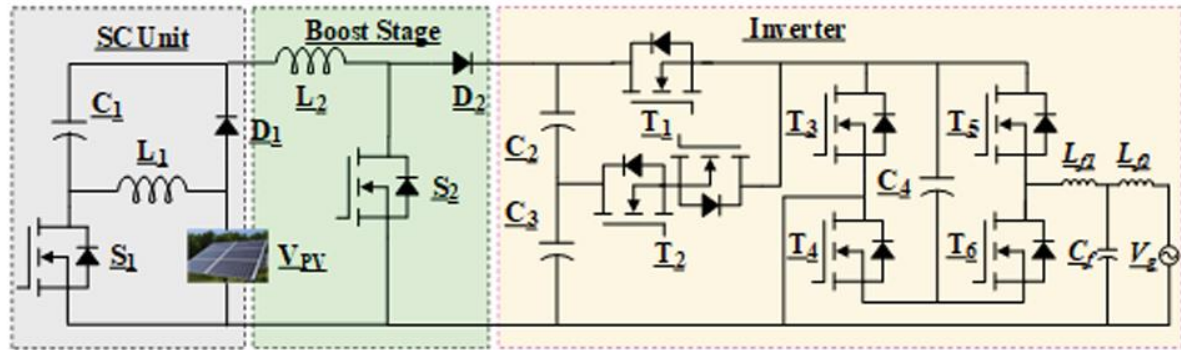 SC Unit
Boost Stage
Inverter
C1
L1
D1
S1
VPV
L2
D2
S2
C2
C3
T1
T2
T3
T4
C4
T5
T6
Lf1
Lf2
Cf
Vg